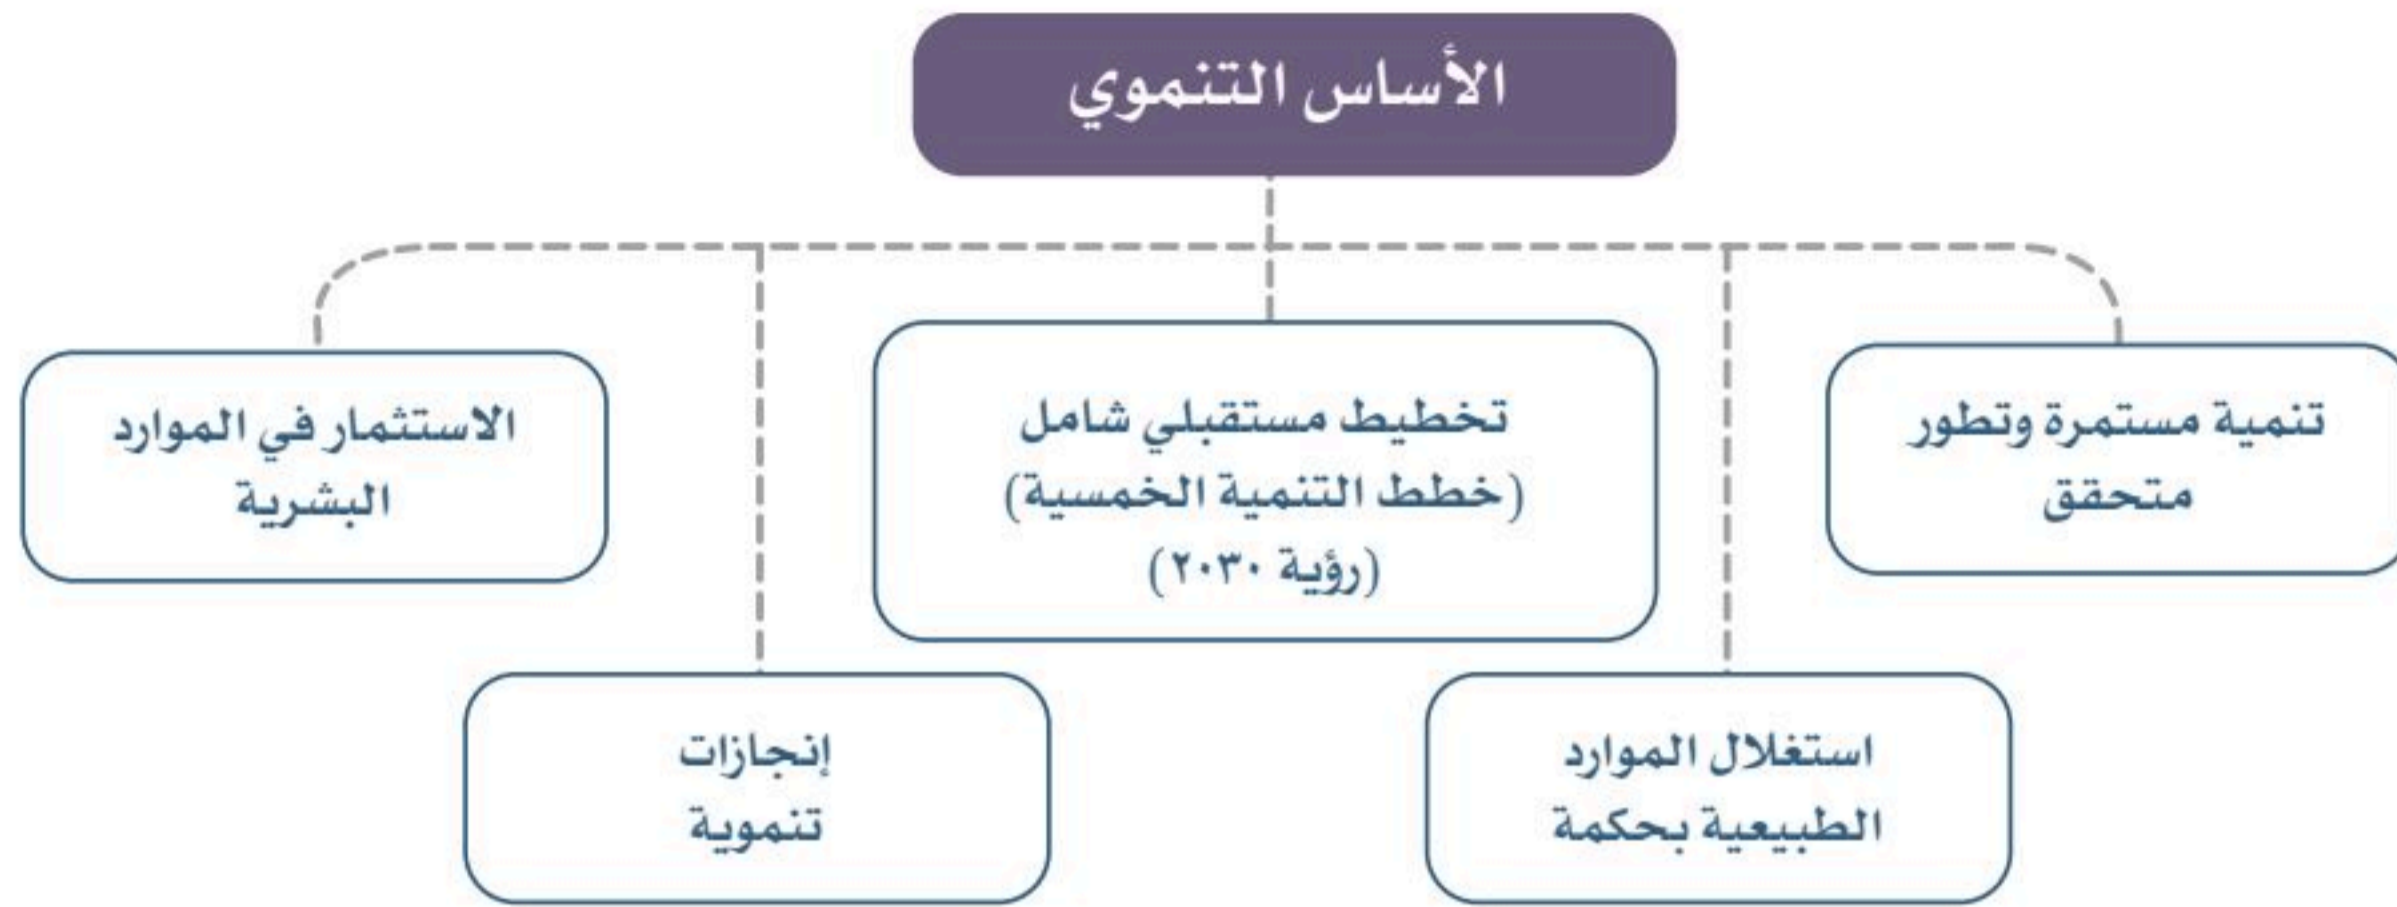 الأساس التنموي
تنمية مستمرة وتطور
متحقق
استغلال الموارد
الطبيعية بحكمة
تخطيط مستقبلي شامل
(خطط التنمية الخمسية)
(رؤية ٢٠٣٠)
إنجازات
تنموية
الاستثمار في الموارد
البشرية